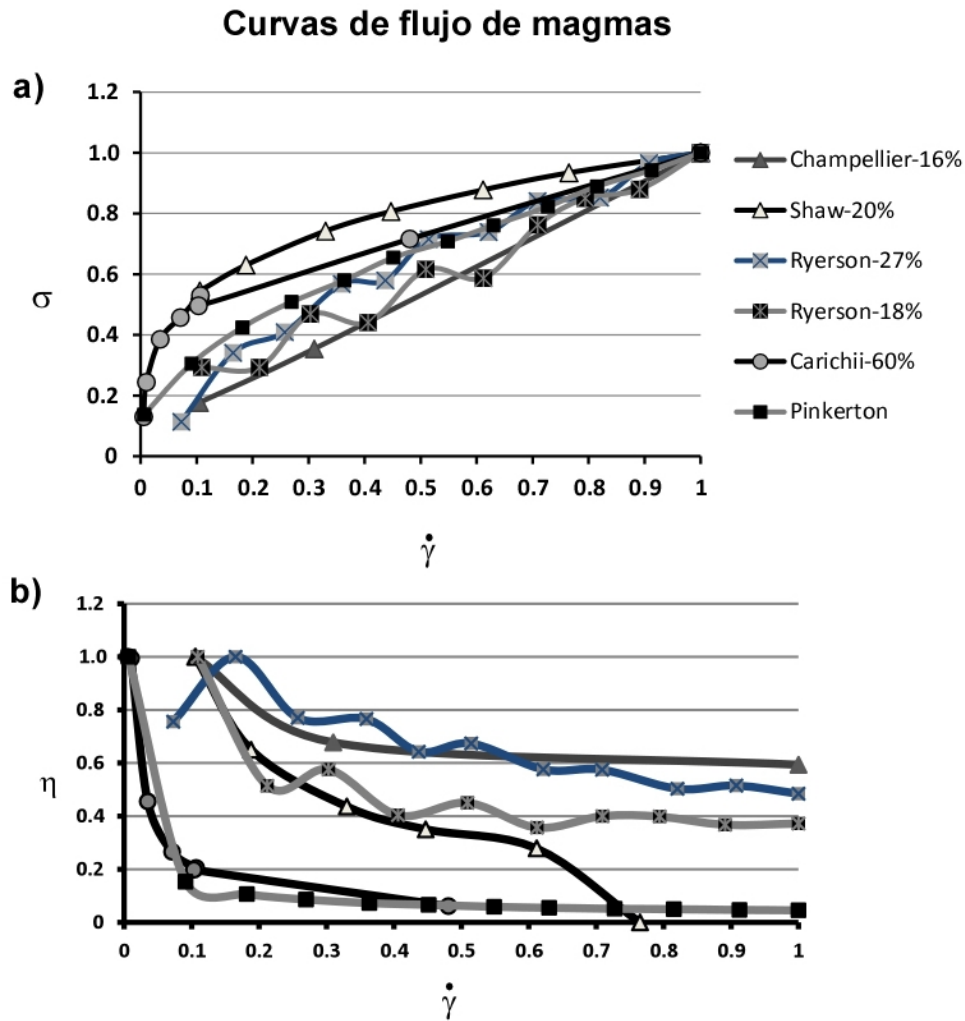 Curvas de flujo de magmas
a)
1.2
1.0
0.8
0.6
0.4
0.2
0
σ
0 0.1 0.2 0.3 0.4 0.5 0.6 0.7 0.8 0.9 1
γ̇
Champellier-16%
Shaw-20%
Ryerson-27%
Ryerson-18%
Carichii-60%
Pinkerton
b)
1.2
1.0
0.8
0.6
0.4
0.2
0
η
0 0.1 0.2 0.3 0.4 0.5 0.6 0.7 0.8 0.9 1
γ̇